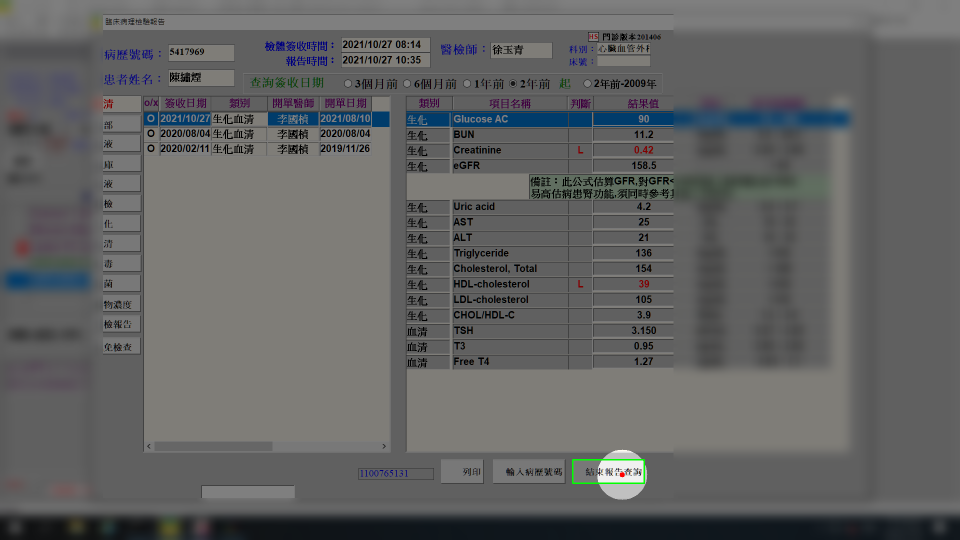 臨床病理檢驗報告
HS 門診版本201406
病歷號碼： 5417969 檢體簽收時間： 2021/10/27 08:14 醫檢師： 徐玉青 科別： 心臟血管外科
報告時間： 2021/10/27 10:35 床號：
患者姓名： 陳鏽煙
查詢簽收日期 3個月前 6個月前 1年前 2年前 起 2年前-2009年
清
部
液
庫
液
檢
化
清
毒
菌
物濃度
檢報告
免檢查
o/x 簽收日期 類別 開單醫師 開單日期
O 2021/10/27 生化血清 李國楨 2021/08/10
O 2020/08/04 生化血清 李國楨 2020/08/04
O 2020/02/11 生化血清 李國楨 2019/11/26
類別 項目名稱 判斷 結果值
生化 Glucose AC 90
生化 BUN 11.2
生化 Creatinine L 0.42
生化 eGFR 158.5
備註：此公式估算GFR,對GFR<
易高估病患腎功能,須同時參考其
生化 Uric acid 4.2
生化 AST 25
生化 ALT 21
生化 Triglyceride 136
生化 Cholesterol, Total 154
生化 HDL-cholesterol L 39
生化 LDL-cholesterol 105
生化 CHOL/HDL-C 3.9
血清 TSH 3.150
血清 T3 0.95
血清 Free T4 1.27
1100765131 列印 輸入病歷號碼 結束報告查詢